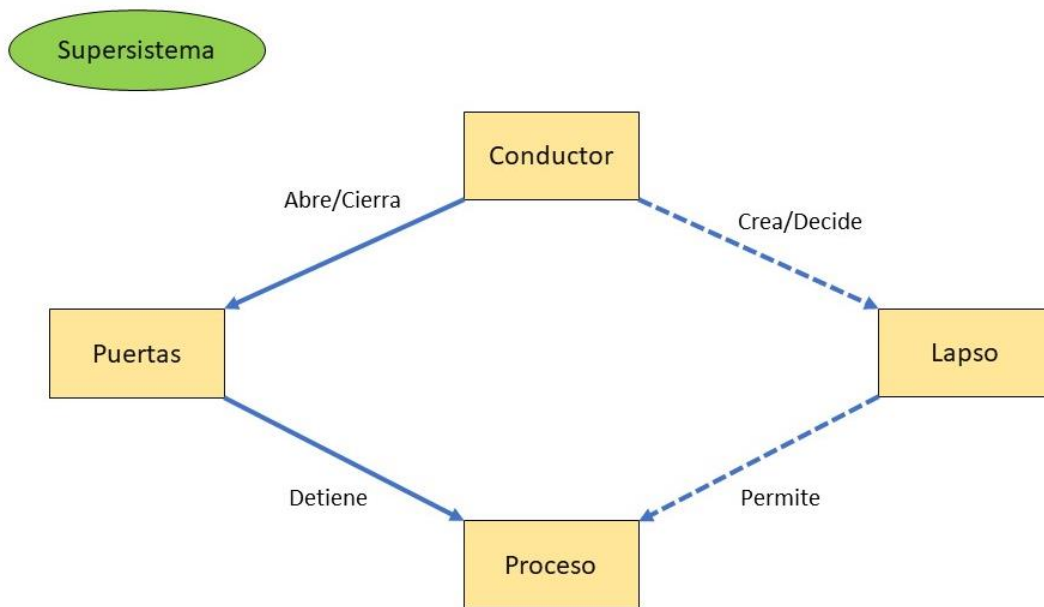 Supersistema
Conductor
Abre/Cierra
Crea/Decide
Puertas
Lapso
Detiene
Permite
Proceso